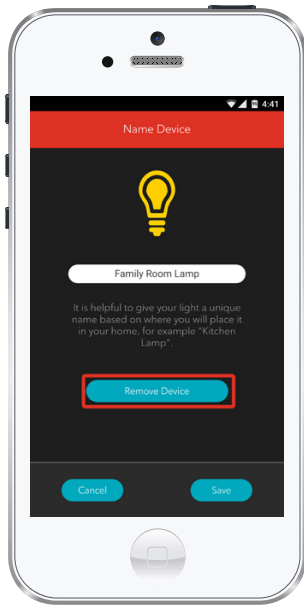 4:41
Name Device
Family Room Lamp
It is helpful to give your light a unique
name based on where you will place it
in your home, for example "Kitchen
Lamp".
Remove Device
Cancel
Save